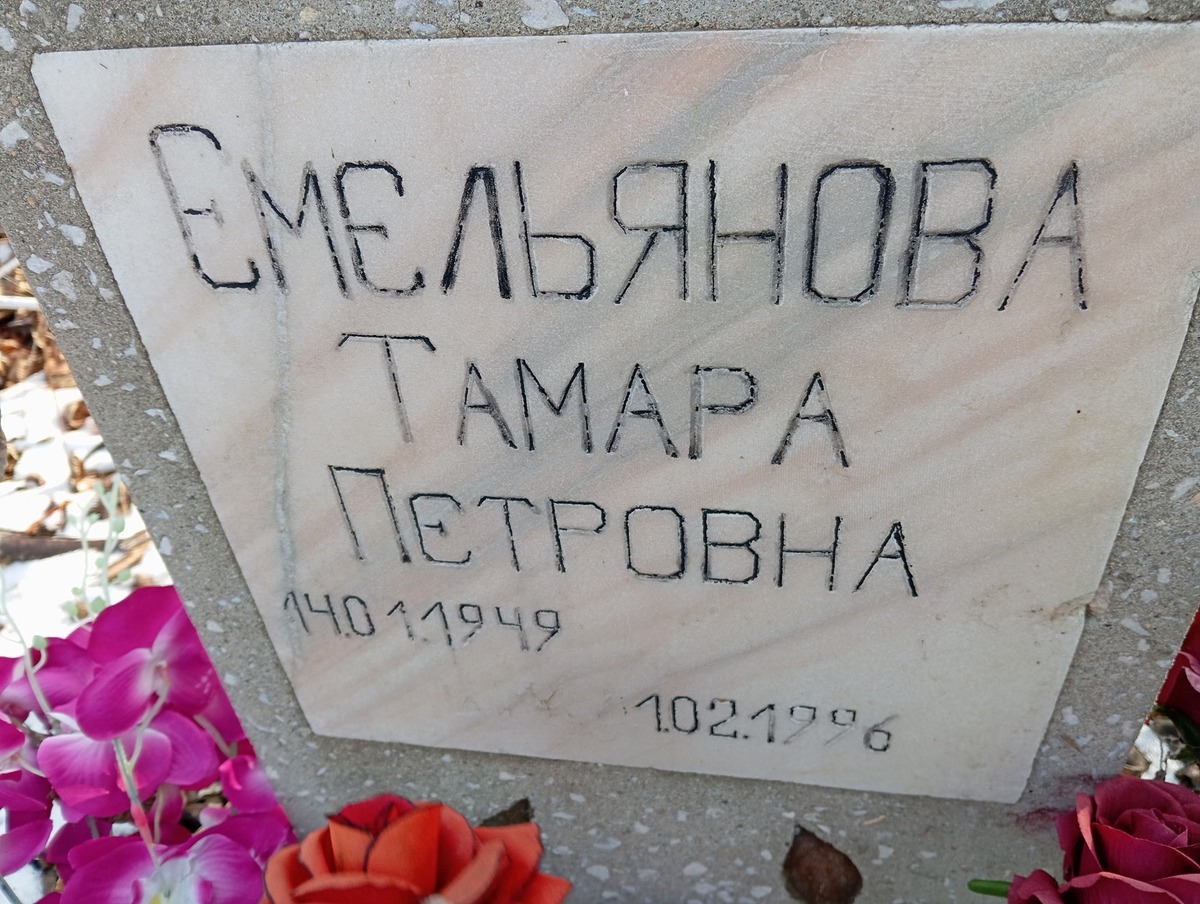 Емельянова
Тамара
Петровна
14.01.1949
1.02.1996